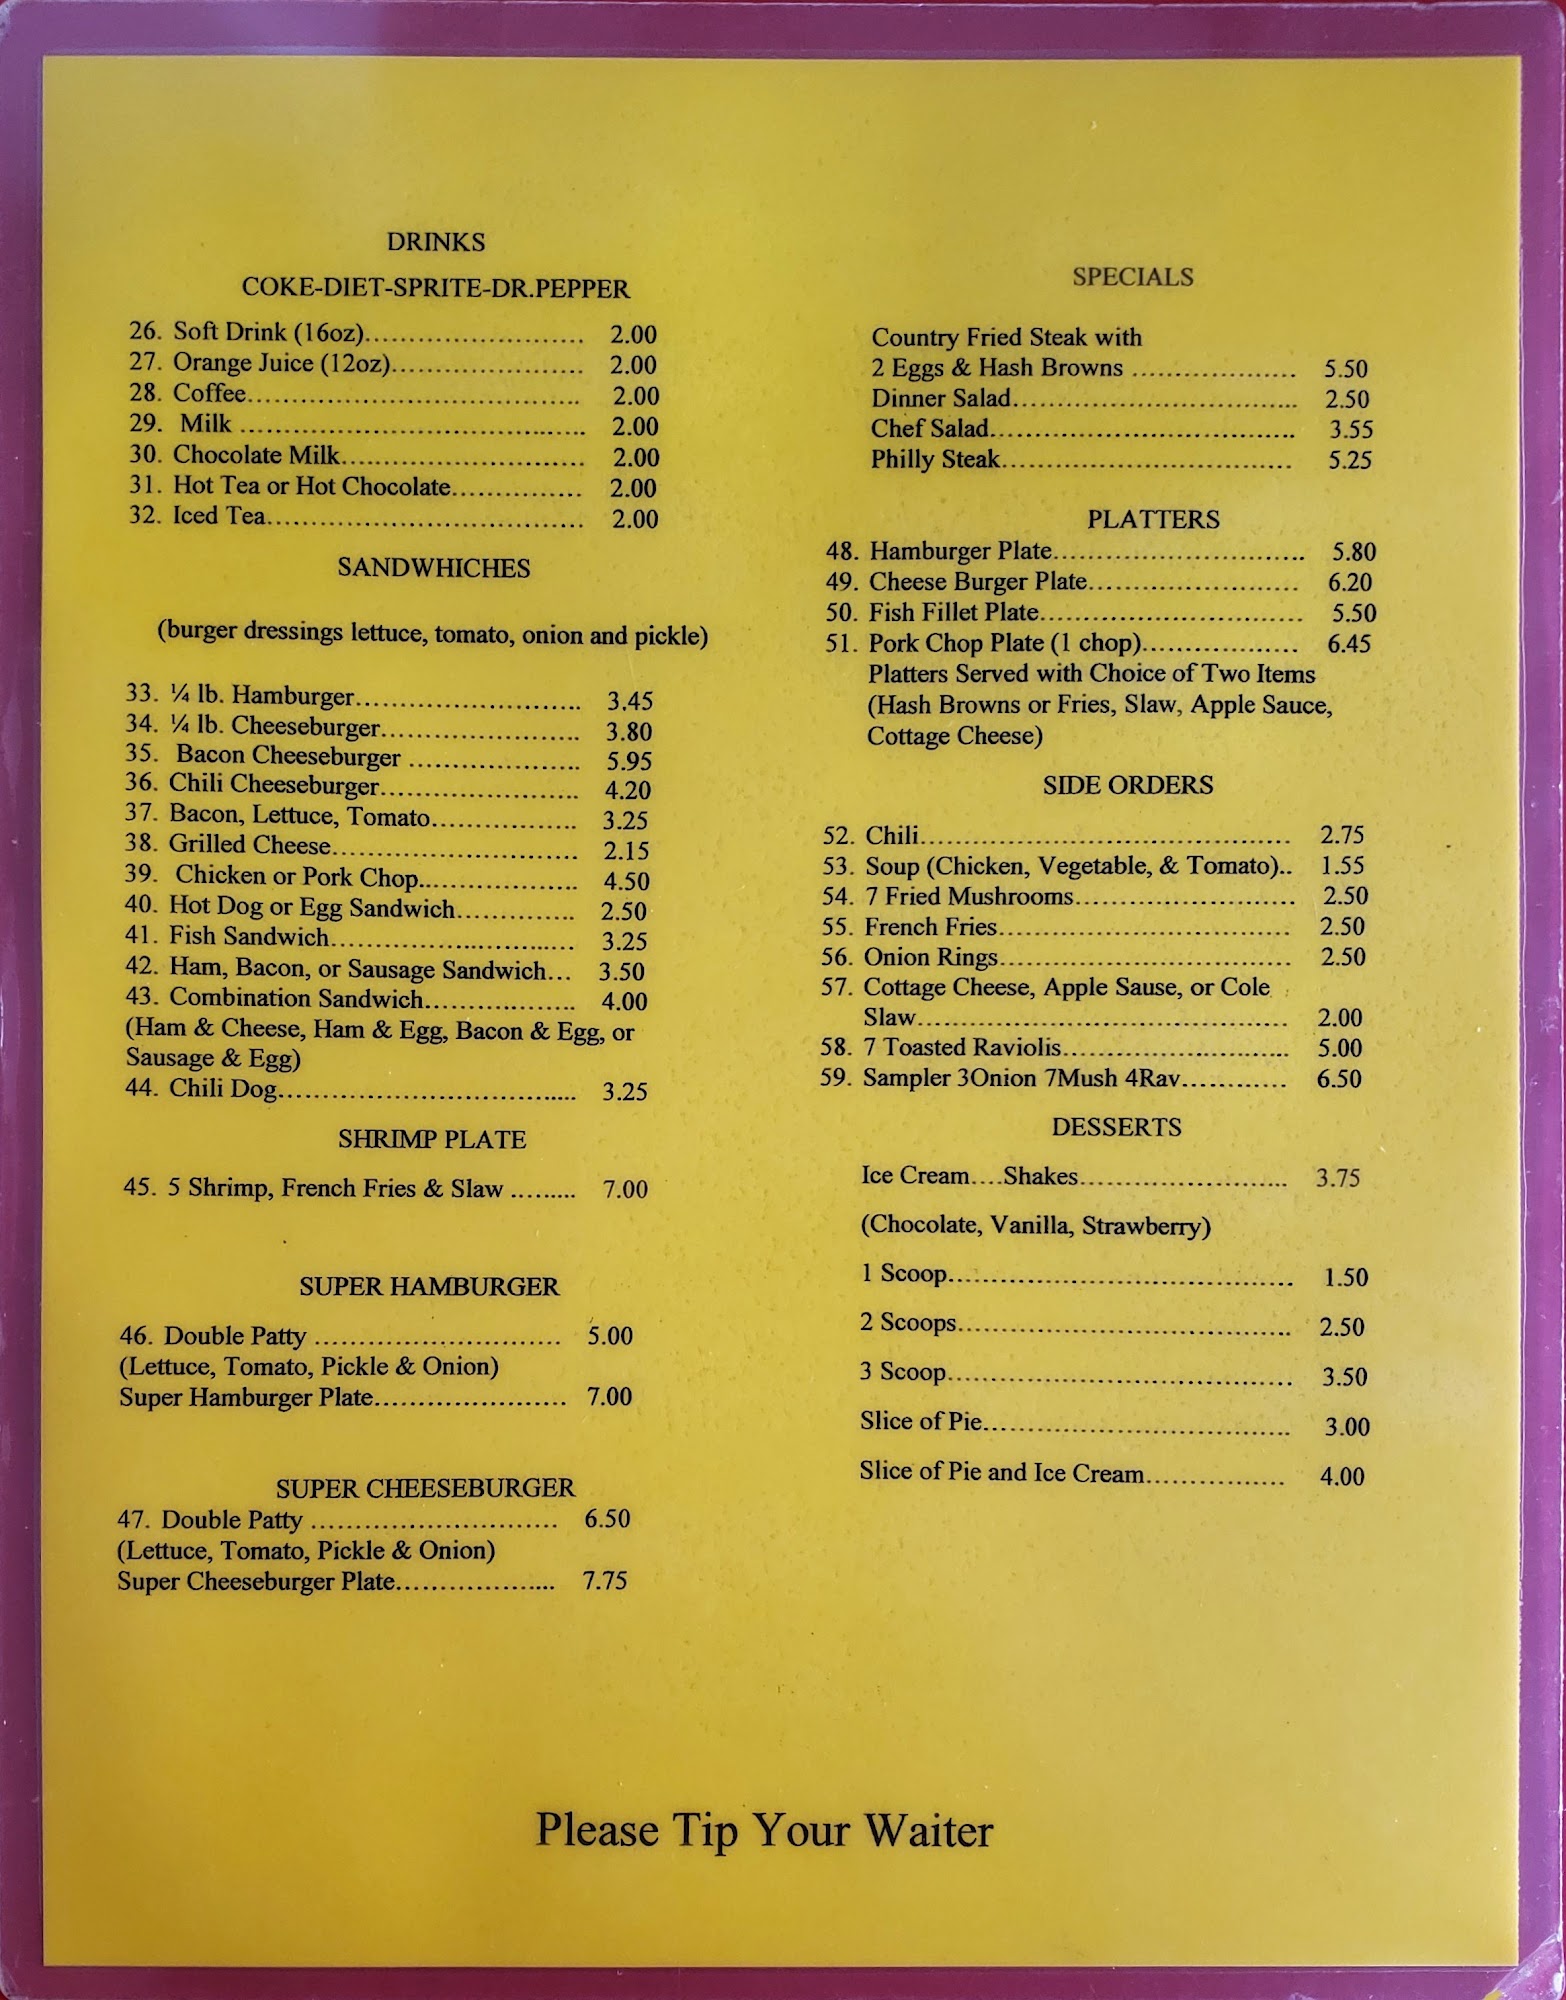 DRINKS
COKE-DIET-SPRITE-DR.PEPPER
26. Soft Drink (16oz)......................... 2.00
27. Orange Juice (12oz)...................... 2.00
28. Coffee...................................... 2.00
29. Milk ....................................... 2.00
30. Chocolate Milk............................ 2.00
31. Hot Tea or Hot Chocolate............... 2.00
32. Iced Tea.................................... 2.00
SANDWHICHES
(burger dressings lettuce, tomato, onion and pickle)
33. ¼ lb. Hamburger.......................... 3.45
34. ¼ lb. Cheeseburger....................... 3.80
35. Bacon Cheeseburger .................... 5.95
36. Chili Cheeseburger....................... 4.20
37. Bacon, Lettuce, Tomato................. 3.25
38. Grilled Cheese............................ 2.15
39. Chicken or Pork Chop................... 4.50
40. Hot Dog or Egg Sandwich.............. 2.50
41. Fish Sandwich............................ 3.25
42. Ham, Bacon, or Sausage Sandwich... 3.50
43. Combination Sandwich................. 4.00
(Ham & Cheese, Ham & Egg, Bacon & Egg, or
Sausage & Egg)
44. Chili Dog.................................. 3.25
SHRIMP PLATE
45. 5 Shrimp, French Fries & Slaw ......... 7.00
SUPER HAMBURGER
46. Double Patty ............................ 5.00
(Lettuce, Tomato, Pickle & Onion)
Super Hamburger Plate...................... 7.00
SUPER CHEESEBURGER
47. Double Patty ............................ 6.50
(Lettuce, Tomato, Pickle & Onion)
Super Cheeseburger Plate................... 7.75
SPECIALS
Country Fried Steak with
2 Eggs & Hash Browns ................... 5.50
Dinner Salad................................ 2.50
Chef Salad................................... 3.55
Philly Steak................................. 5.25
PLATTERS
48. Hamburger Plate............................. 5.80
49. Cheese Burger Plate........................ 6.20
50. Fish Fillet Plate.............................. 5.50
51. Pork Chop Plate (1 chop).................. 6.45
Platters Served with Choice of Two Items
(Hash Browns or Fries, Slaw, Apple Sauce,
Cottage Cheese)
SIDE ORDERS
52. Chili.......................................... 2.75
53. Soup (Chicken, Vegetable, & Tomato).. 1.55
54. 7 Fried Mushrooms......................... 2.50
55. French Fries................................. 2.50
56. Onion Rings................................. 2.50
57. Cottage Cheese, Apple Sause, or Cole
Slaw.......................................... 2.00
58. 7 Toasted Raviolis.......................... 5.00
59. Sampler 3Onion 7Mush 4Rav............ 6.50
DESSERTS
Ice Cream....Shakes........................ 3.75
(Chocolate, Vanilla, Strawberry)
1 Scoop....................................... 1.50
2 Scoops...................................... 2.50
3 Scoop....................................... 3.50
Slice of Pie................................... 3.00
Slice of Pie and Ice Cream................ 4.00
Please Tip Your Waiter